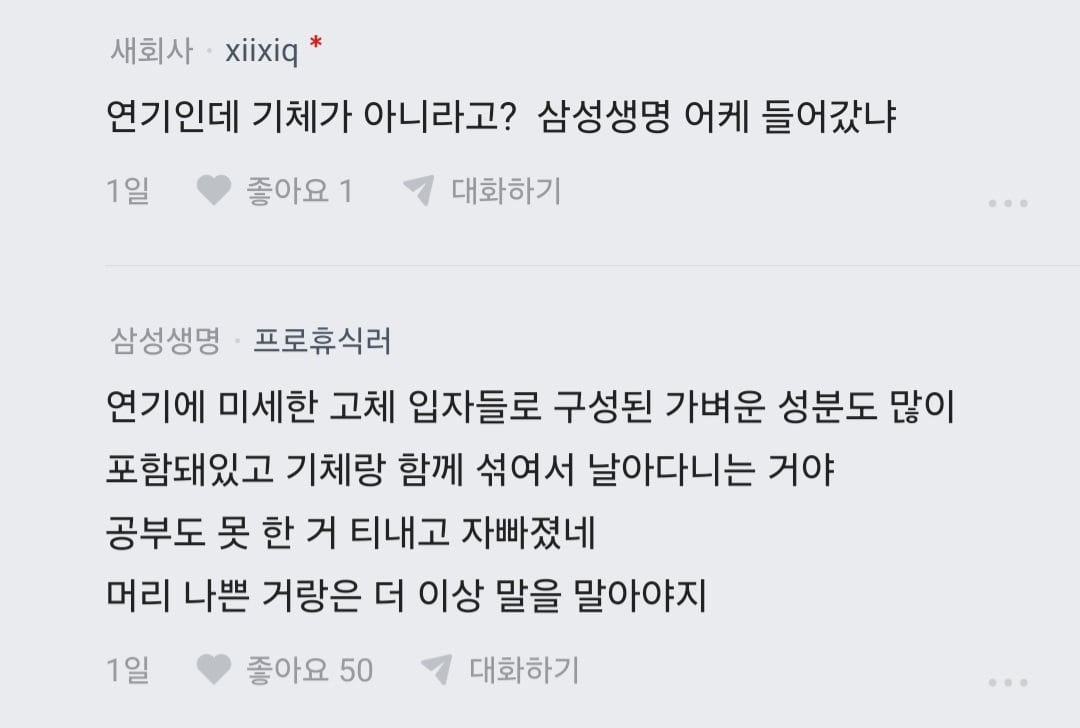 새회사 · xiixiq *
연기인데 기체가 아니라고? 삼성생명 어케 들어갔냐
1일 좋아요 1 대화하기
삼성생명 · 프로휴식러
연기에 미세한 고체 입자들로 구성된 가벼운 성분도 많이
포함돼있고 기체랑 함께 섞여서 날아다니는 거야
공부도 못 한 거 티내고 자빠졌네
머리 나쁜 거랑은 더 이상 말을 말아야지
1일 좋아요 50 대화하기